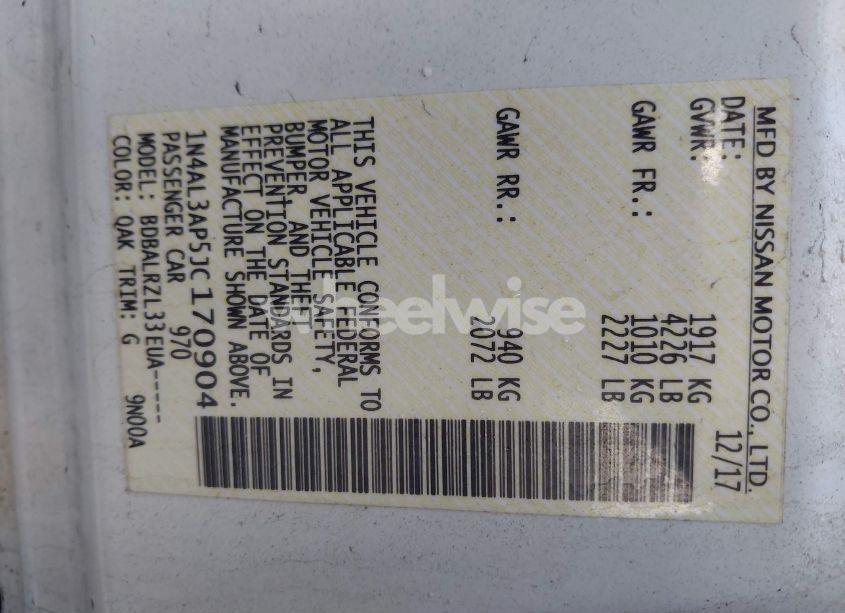 MFD BY NISSAN MOTOR CO., LTD.
DATE: 12/17
GVWR: 1917 KG
4226 LB
GAWR FR.: 1010 KG
2227 LB
GAWR RR.: 940 KG
2072 LB
THIS VEHICLE CONFORMS TO
ALL APPLICABLE FEDERAL
MOTOR VEHICLE SAFETY,
BUMPER, AND THEFT
PREVENTION STANDARDS IN
EFFECT ON THE DATE OF
MANUFACTURE SHOWN ABOVE.
1N4AL3AP5JC170904
PASSENGER CAR 970
MODEL: BDBALRZL33EUA-----
COLOR: QAK TRIM: G 9N00A
wheelwise